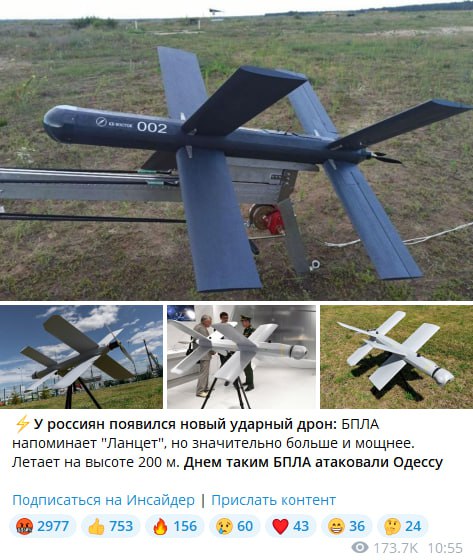 КБ ВОСТОК 002
⚡У россиян появился новый ударный дрон: БПЛА
напоминает "Ланцет", но значительно больше и мощнее.
Летает на высоте 200 м. Днем таким БПЛА атаковали Одессу
Подписаться на Инсайдер | Прислать контент
🤬 2977 👍 753 🔥 156 😢 60 ❤ 43 😁 36 🤔 24
173.7K 10:55